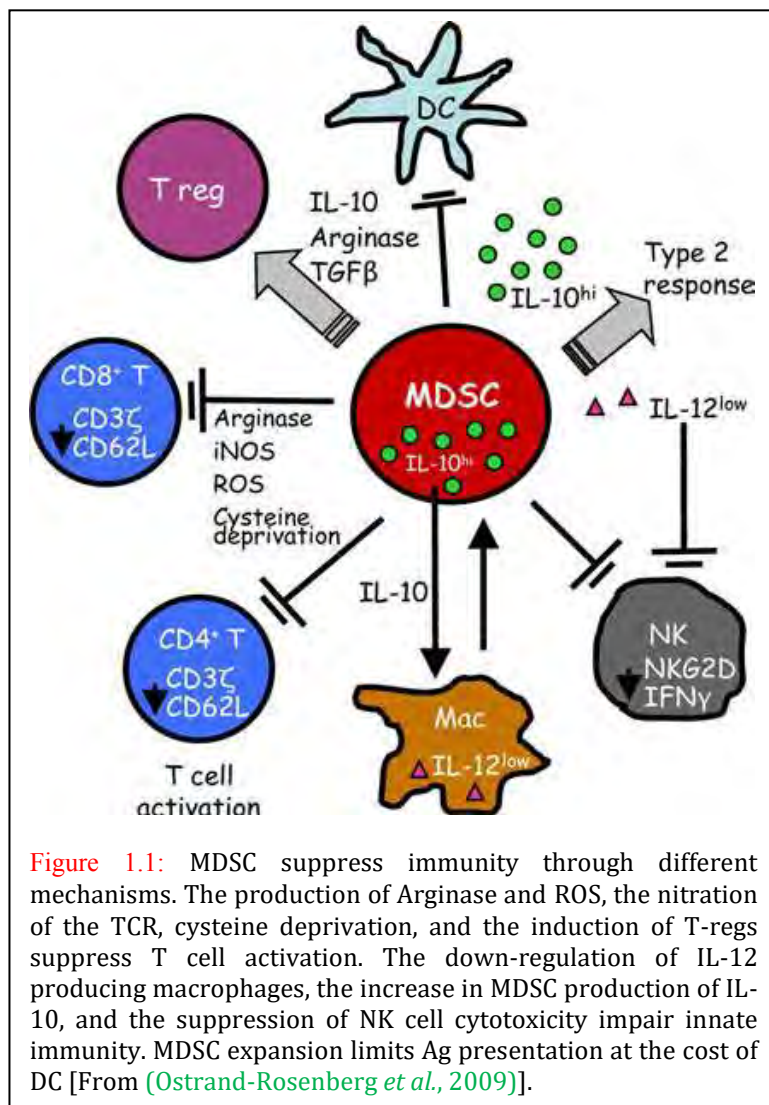 DC
T reg
IL-10
Arginase
TGFβ
IL-10hi
Type 2
response
CD8+ T
CD3ζ
CD62L
Arginase
iNOS
ROS
Cysteine
deprivation
MDSC
IL-10hi
IL-12low
IL-10
CD4+ T
CD3ζ
CD62L
T cell
activation
Mac
IL-12low
NK
NKG2D
IFNγ
Figure 1.1: MDSC suppress immunity through different
mechanisms. The production of Arginase and ROS, the nitration
of the TCR, cysteine deprivation, and the induction of T-regs
suppress T cell activation. The down-regulation of IL-12
producing macrophages, the increase in MDSC production of IL-
10, and the suppression of NK cell cytotoxicity impair innate
immunity. MDSC expansion limits Ag presentation at the cost of
DC [From (Ostrand-Rosenberg et al., 2009)].